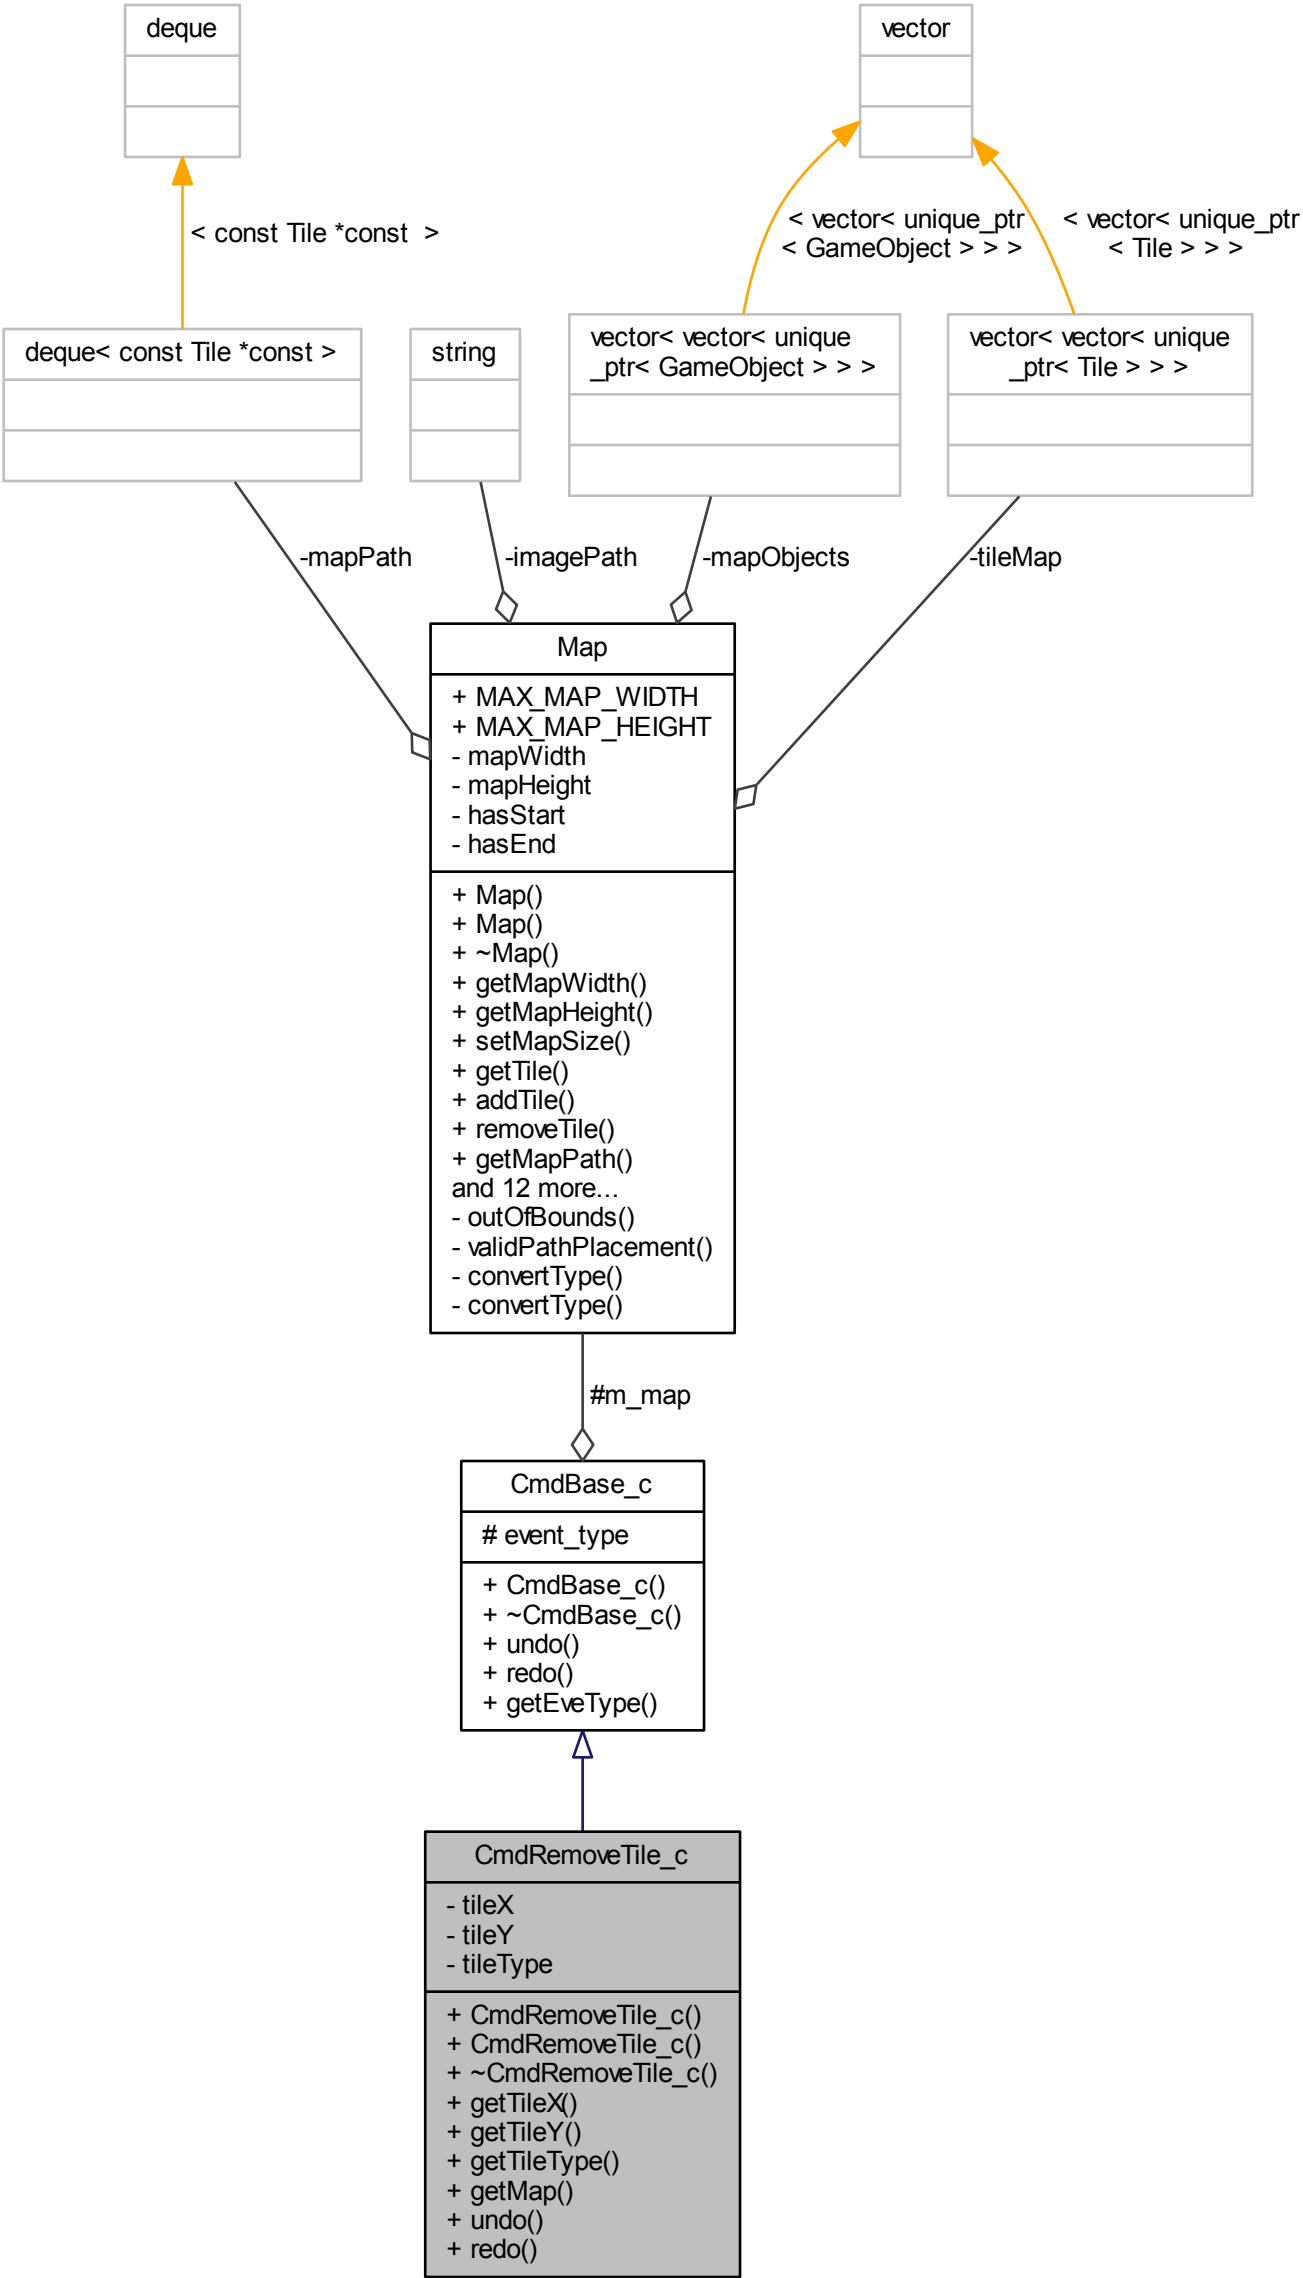 deque
vector
< const Tile *const >
< vector< unique_ptr
< GameObject > > >
< vector< unique_ptr
< Tile > > >
deque< const Tile *const >
string
vector< vector< unique
_ptr< GameObject > > >
vector< vector< unique
_ptr< Tile > > >
-mapPath
-imagePath
-mapObjects
-tileMap
Map
+ MAX_MAP_WIDTH
+ MAX_MAP_HEIGHT
- mapWidth
- mapHeight
- hasStart
- hasEnd
+ Map()
+ Map()
+ ~Map()
+ getMapWidth()
+ getMapHeight()
+ setMapSize()
+ getTile()
+ addTile()
+ removeTile()
+ getMapPath()
and 12 more...
- outOfBounds()
- validPathPlacement()
- convertType()
- convertType()
#m_map
CmdBase_c
# event_type
+ CmdBase_c()
+ ~CmdBase_c()
+ undo()
+ redo()
+ getEveType()
CmdRemoveTile_c
- tileX
- tileY
- tileType
+ CmdRemoveTile_c()
+ CmdRemoveTile_c()
+ ~CmdRemoveTile_c()
+ getTileX()
+ getTileY()
+ getTileType()
+ getMap()
+ undo()
+ redo()